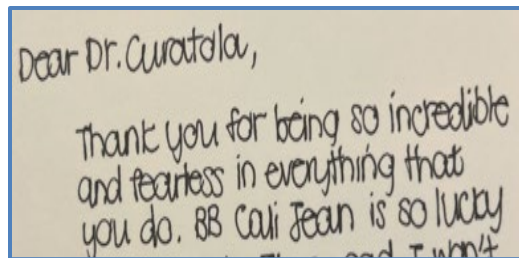 Dear Dr. Curatola,
Thank you for being so incredible
and fearless in everything that
you do. BB Cali Jean is so lucky
I won't